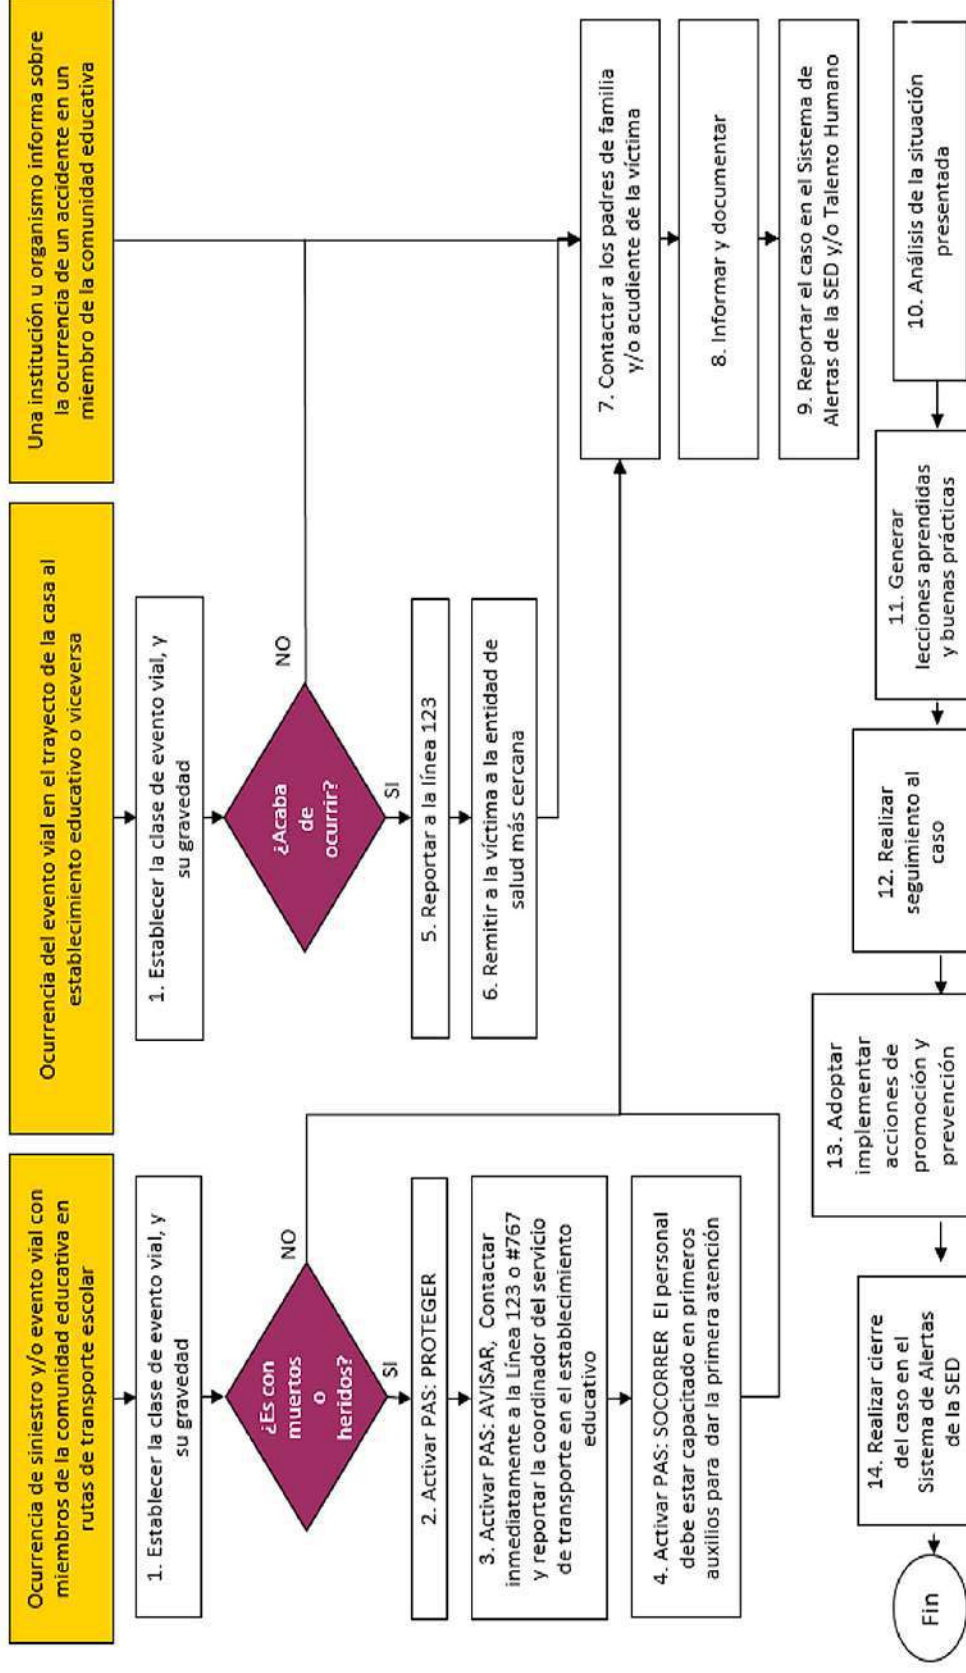 Ocurrencia de siniestro y/o evento vial con
miembros de la comunidad educativa en
rutas de transporte escolar
1. Establecer la clase de evento vial, y
su gravedad
¿Es con
muertos
o
heridos?
NO
SI
2. Activar PAS: PROTEGER
3. Activar PAS: AVISAR, Contactar
inmediatamente a la Línea 123 o #767
y reportar la coordinador del servicio
de transporte en el establecimiento
educativo
4. Activar PAS: SOCORRER El personal
debe estar capacitado en primeros
auxilios para dar la primera atención
Ocurrencia del evento vial en el trayecto de la casa al
establecimiento educativo o viceversa
1. Establecer la clase de evento vial, y
su gravedad
¿Acaba
de
ocurrir?
NO
SI
5. Reportar a la línea 123
6. Remitir a la víctima a la entidad de
salud más cercana
Una institución u organismo informa sobre
la ocurrencia de un accidente en un
miembro de la comunidad educativa
7. Contactar a los padres de familia
y/o acudiente de la víctima
8. Informar y documentar
9. Reportar el caso en el Sistema de
Alertas de la SED y/o Talento Humano
10. Análisis de la situación
presentada
11. Generar
lecciones aprendidas
y buenas prácticas
12. Realizar
seguimiento al
caso
13. Adoptar
implementar
acciones de
promoción y
prevención
14. Realizar cierre
del caso en el
Sistema de Alertas
de la SED
Fin